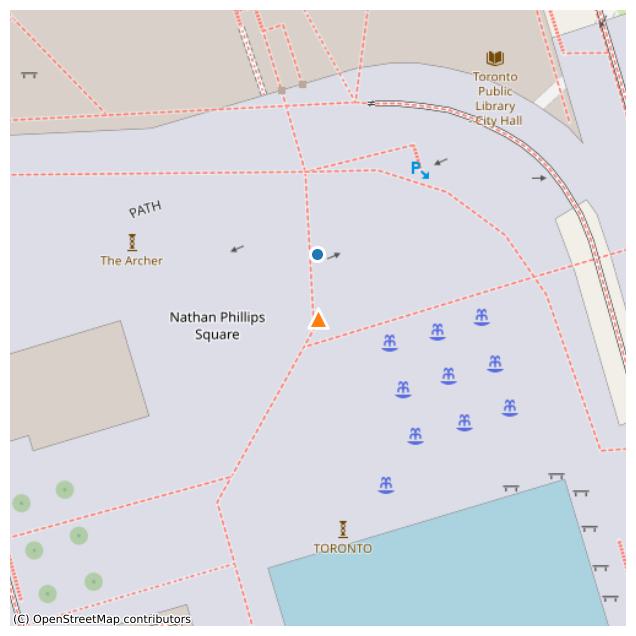 Toronto
Public
Library
City Hall
P
PATH
The Archer
Nathan Phillips
Square
TORONTO
(C) OpenStreetMap contributors